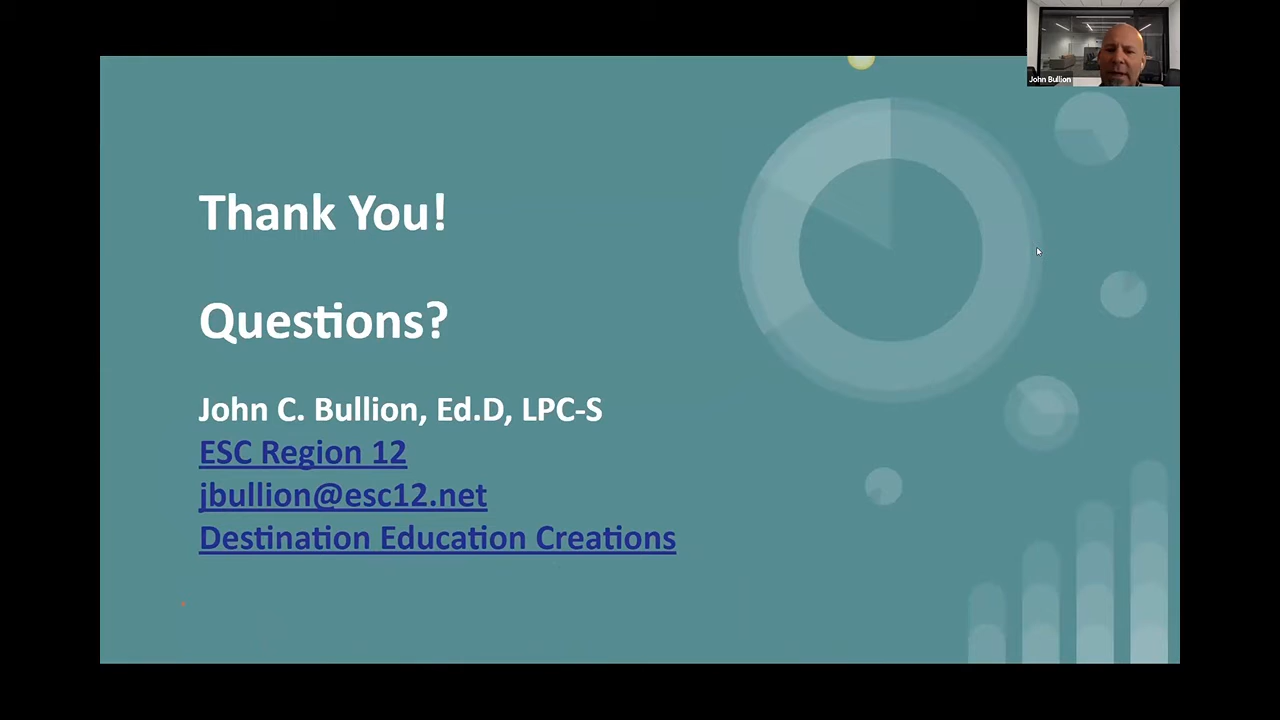 John Bullion
Thank You!
Questions?
John C. Bullion, Ed.D, LPC-S
ESC Region 12
jbullion@esc12.net
Destination Education Creations